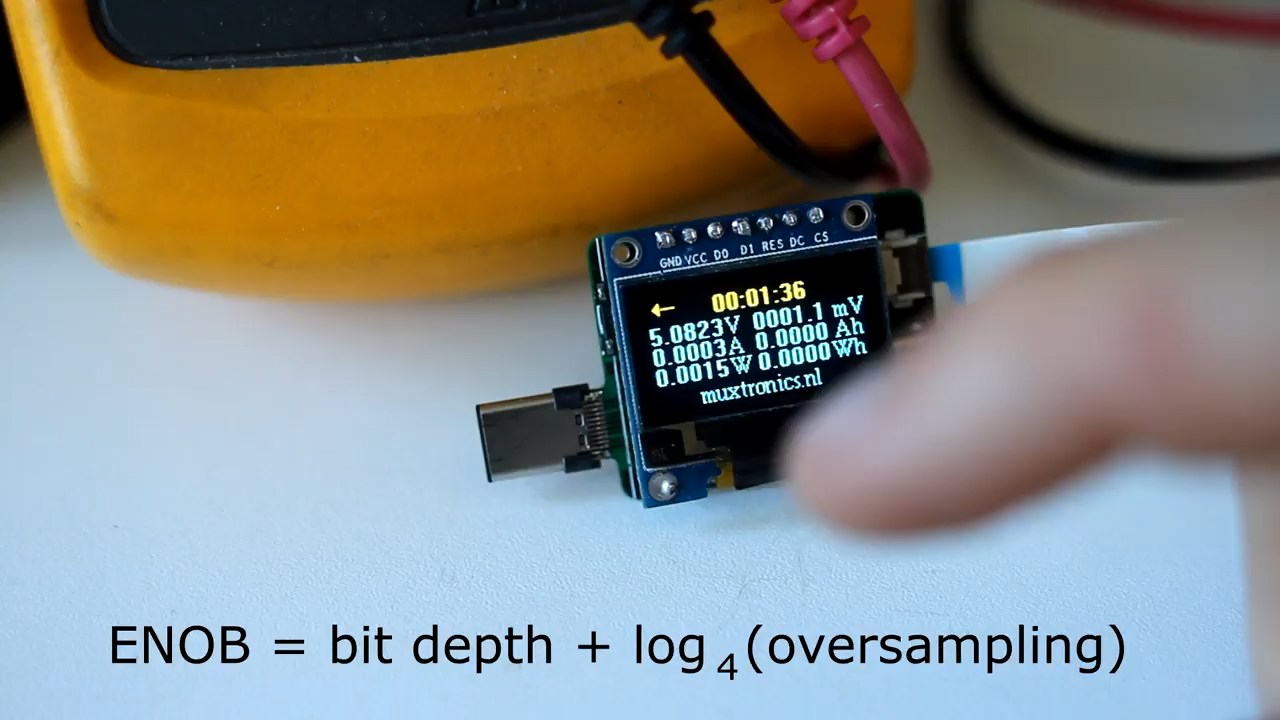 GND VCC D0 D1 RES DC CS
← 00:01:36
5.0823V 0001.1 mV
0.0003A 0.0000 Ah
0.0015W 0.0000Wh
muxtronics.nl
ENOB = bit depth + log₄(oversampling)